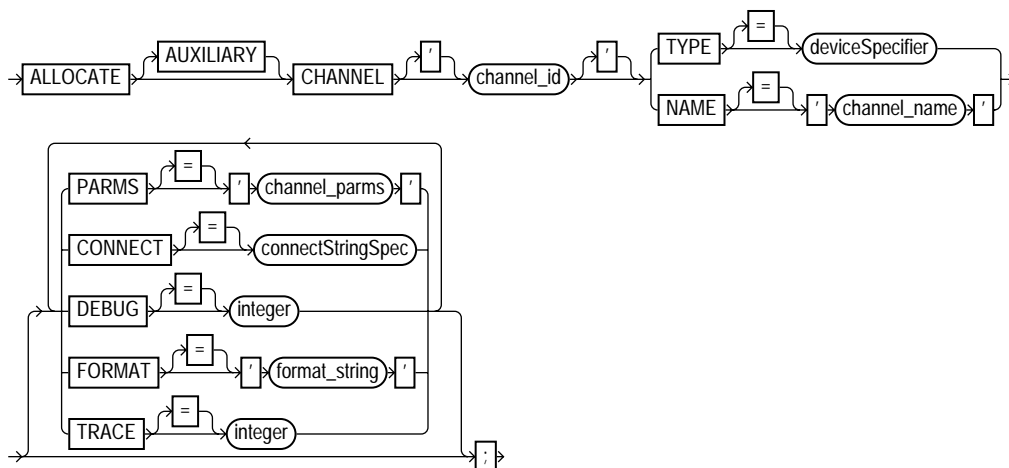 AUXILIARY = TYPE deviceSpecifier
ALLOCATE CHANNEL ' channel_id '
= NAME ' channel_name '
= PARMS ' channel_parms '
= CONNECT connectStringSpec
= DEBUG integer
= FORMAT ' format_string '
= TRACE integer
;